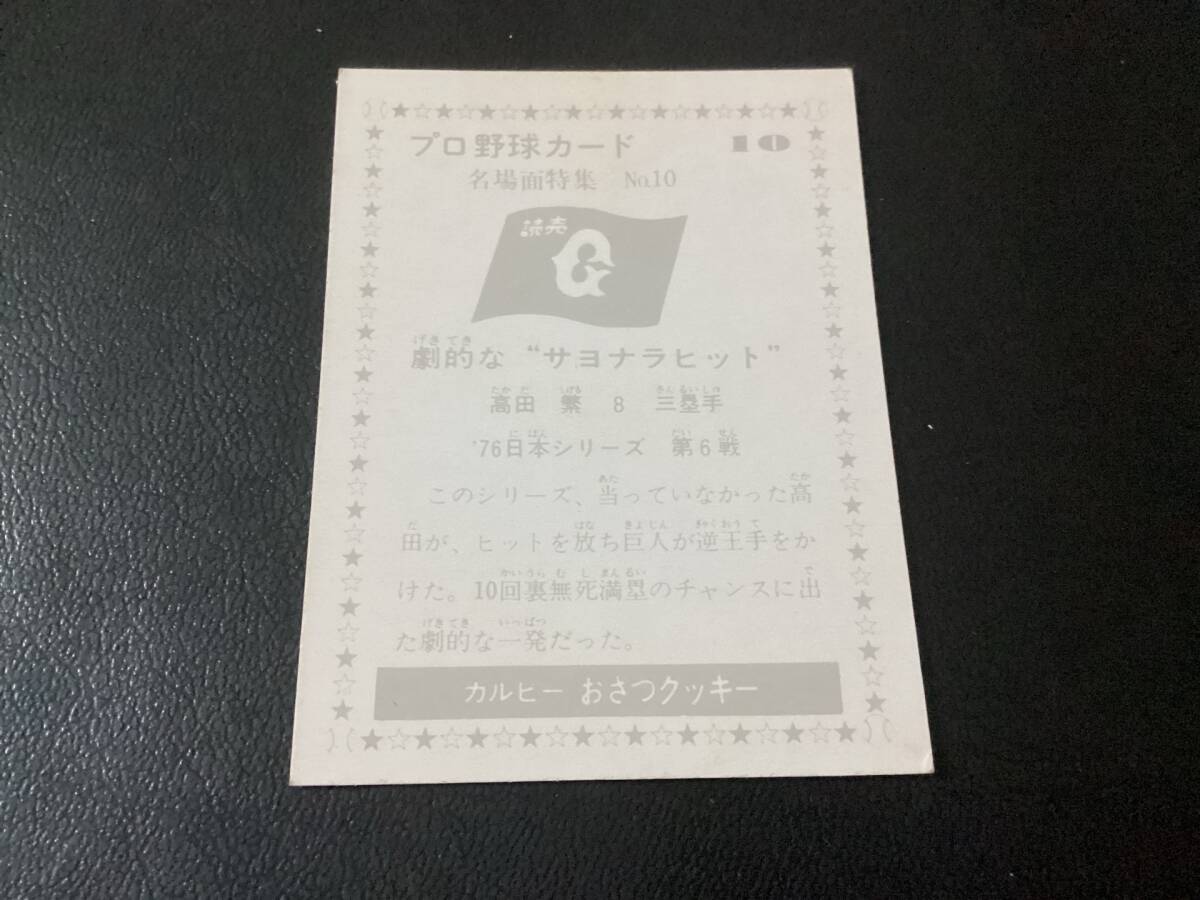 プロ野球カード 10
名場面特集 No.10
読売
G
劇的な “サヨナラヒット”
高田 繁 8 三塁手
'76日本シリーズ 第6戦
このシリーズ、当っていなかった高
田が、ヒットを放ち巨人が逆王手をか
けた。10回裏無死満塁のチャンスに出
た劇的な一発だった。
カルビー おさつクッキー